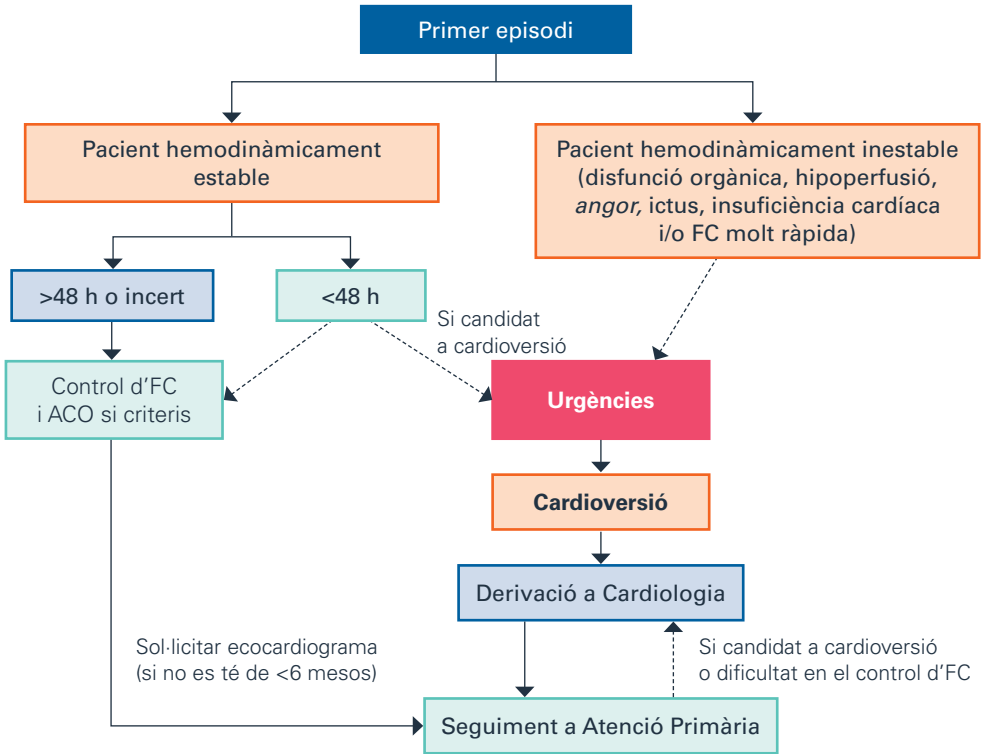 Primer episodi
Pacient hemodinàmicament
estable
Pacient hemodinàmicament inestable
(disfunció orgànica, hipoperfusió,
angor, ictus, insuficiència cardíaca
i/o FC molt ràpida)
>48 h o incert
<48 h
Si candidat
a cardioversió
Control d'FC
i ACO si criteris
Urgències
Cardioversió
Derivació a Cardiologia
Sol·licitar ecocardiograma
(si no es té de <6 mesos)
Si candidat a cardioversió
o dificultat en el control d'FC
Seguiment a Atenció Primària